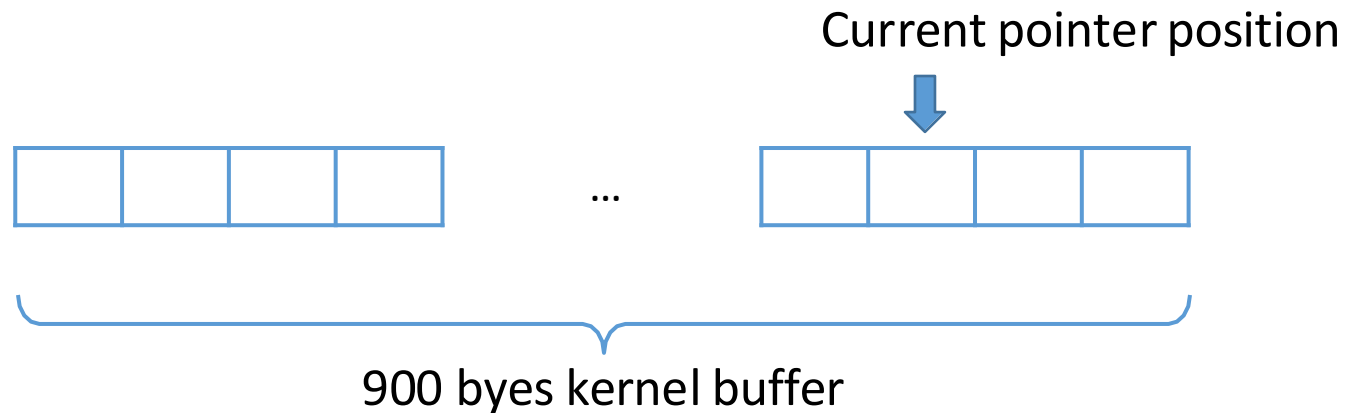 Current pointer position
...
900 byes kernel buffer